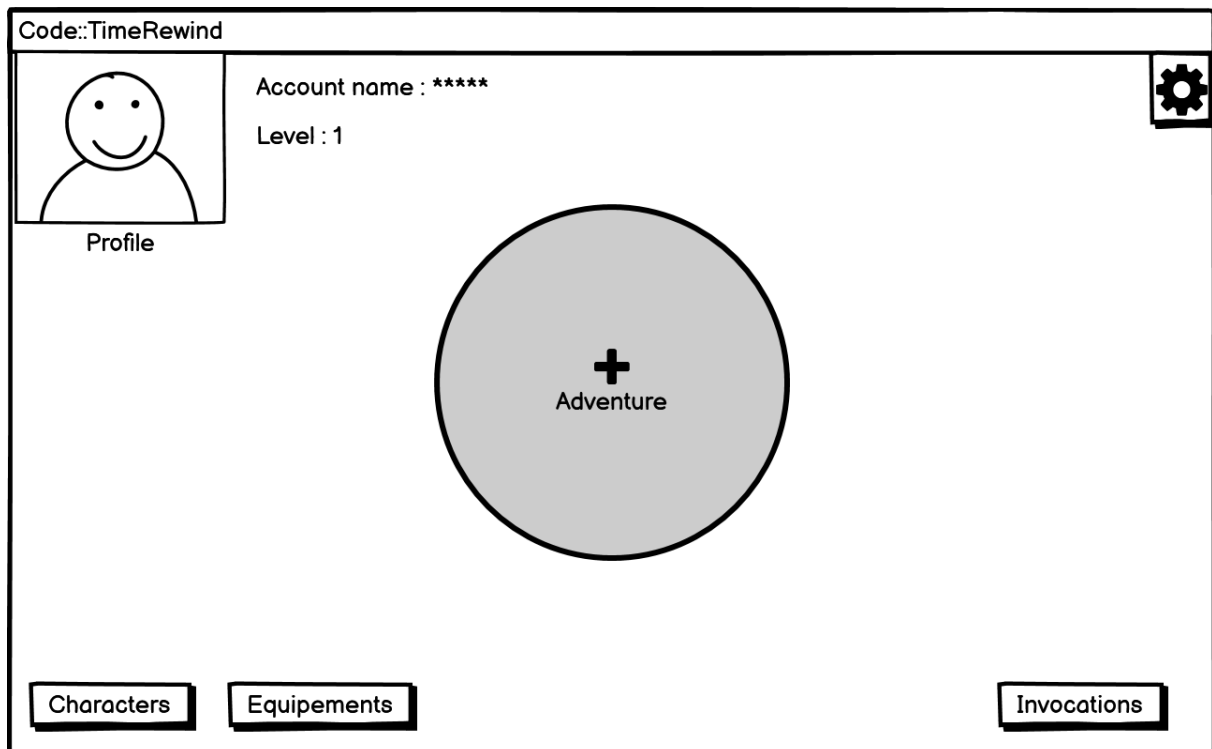 Code::TimeRewind
Account name : *****
Level : 1
Profile
Adventure
Characters
Equipements
Invocations